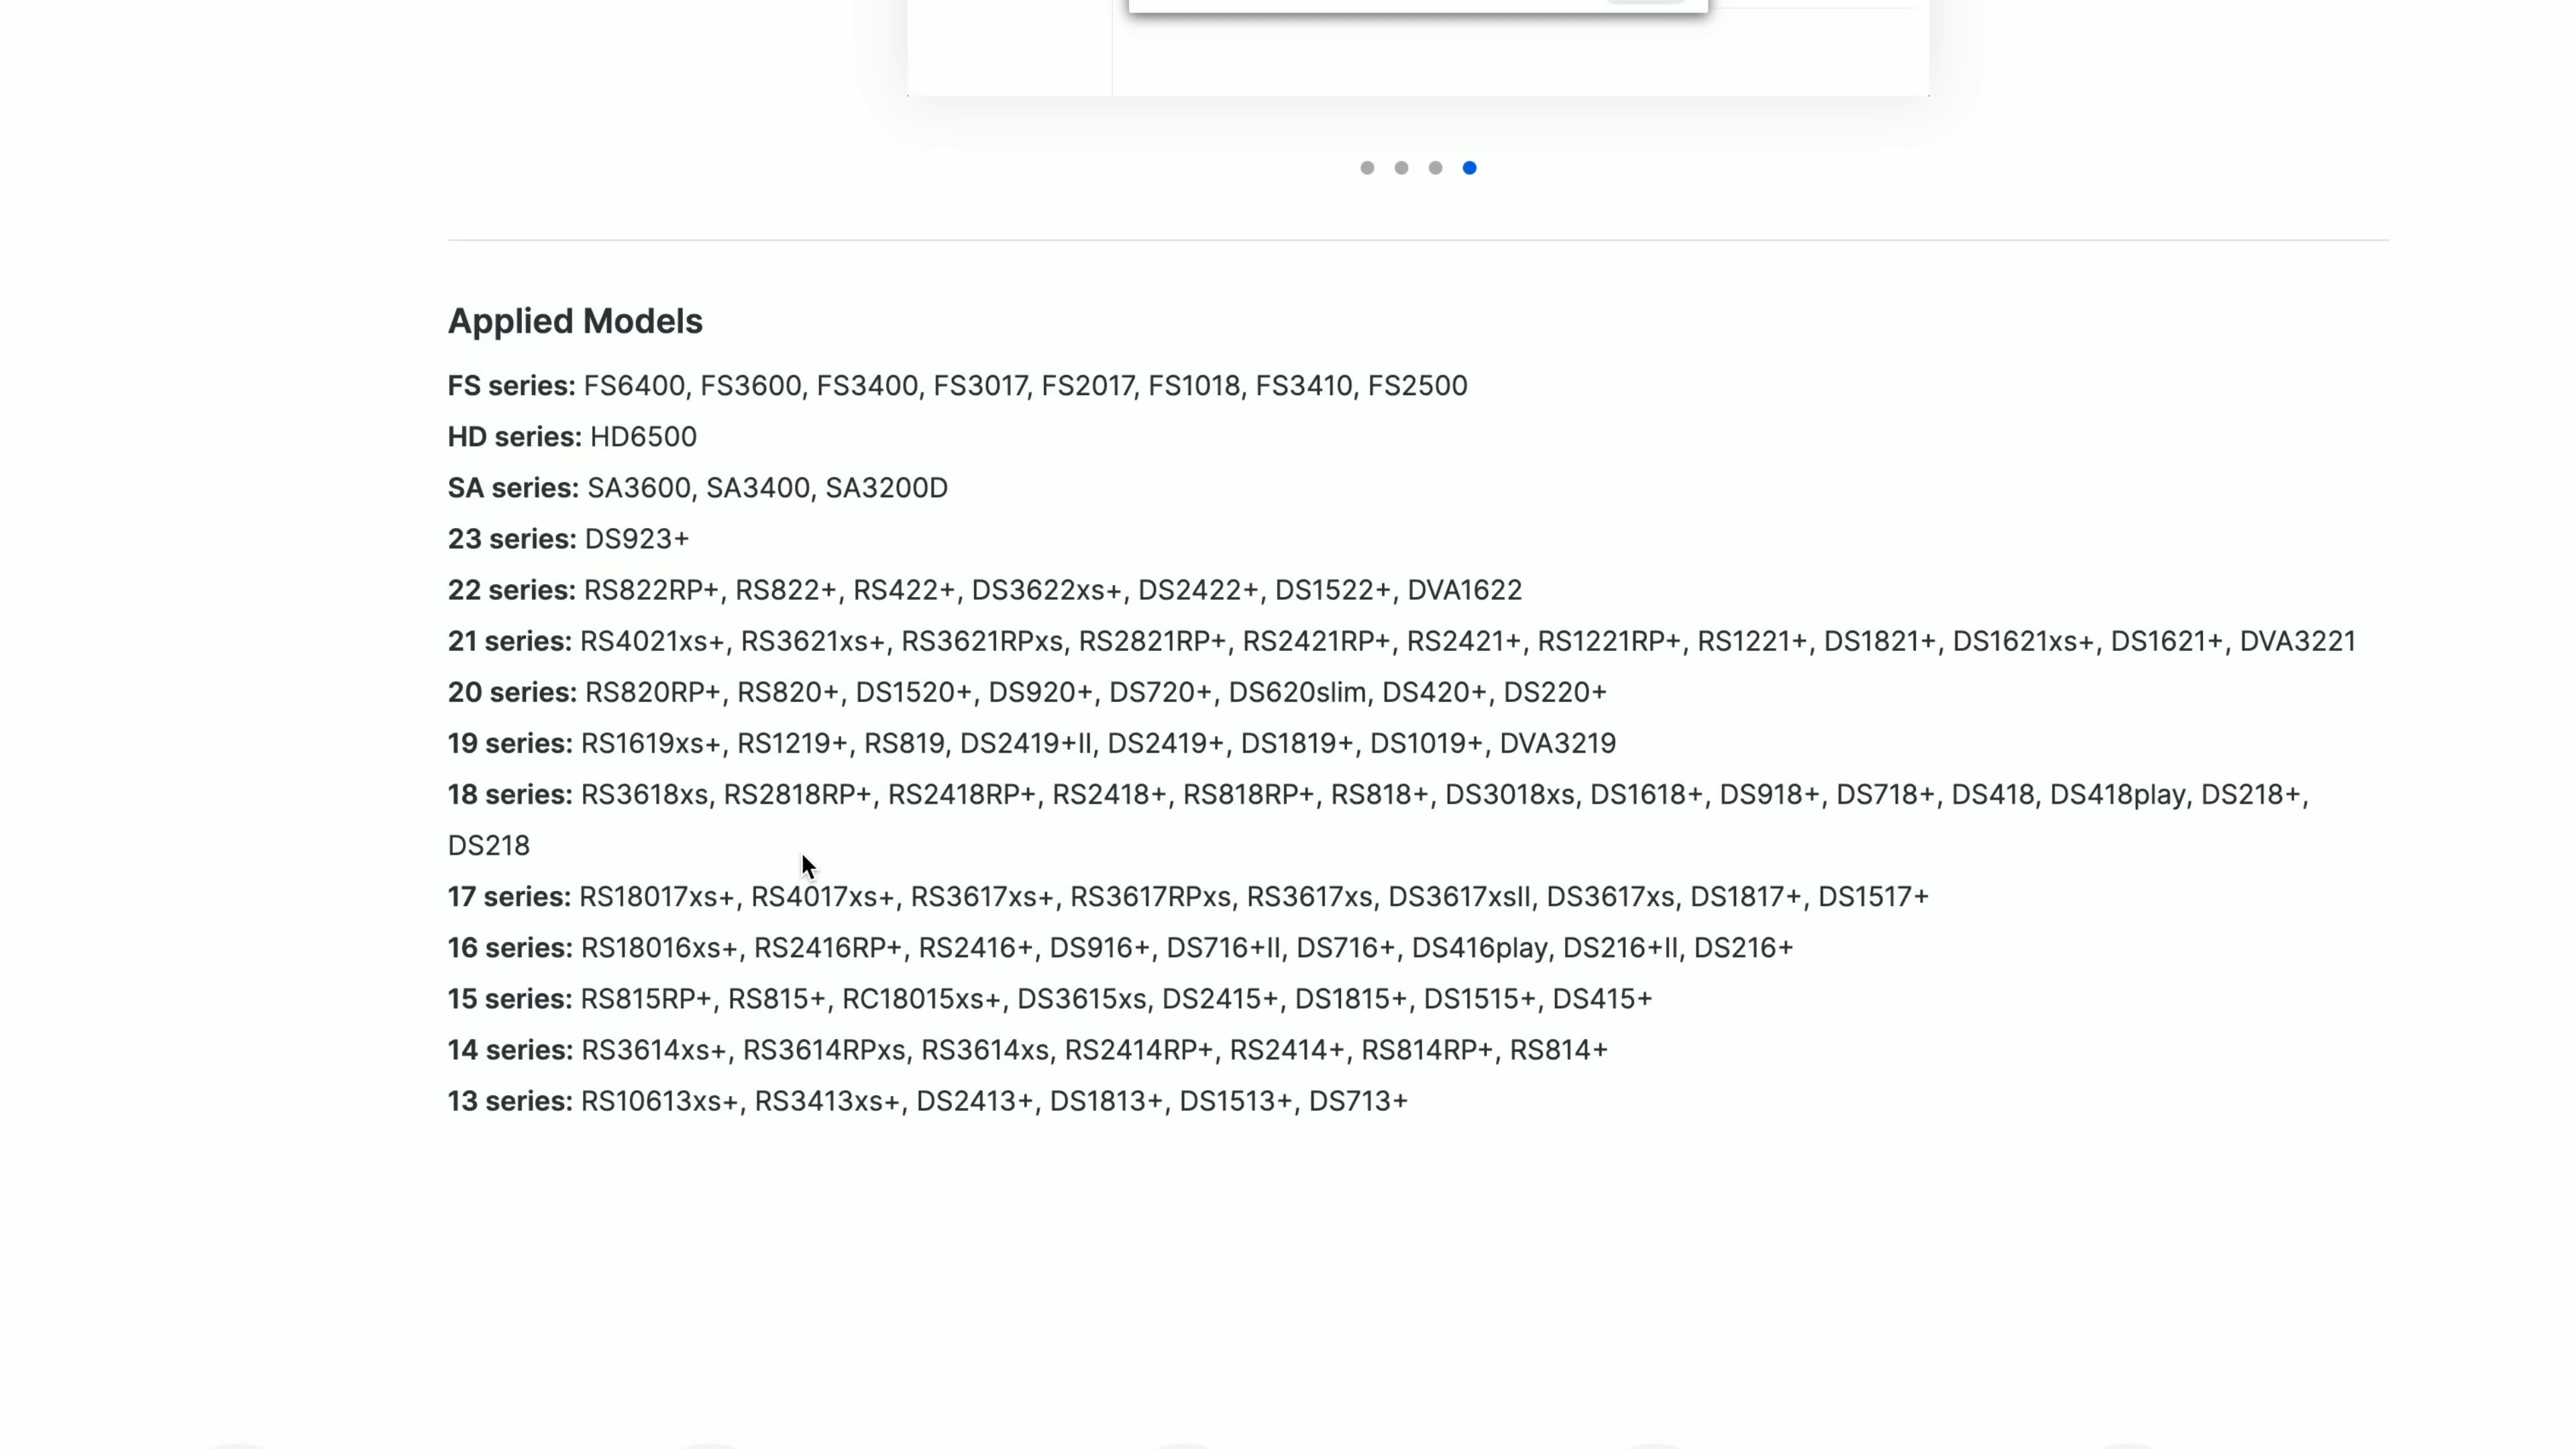 Applied Models
FS series: FS6400, FS3600, FS3400, FS3017, FS2017, FS1018, FS3410, FS2500
HD series: HD6500
SA series: SA3600, SA3400, SA3200D
23 series: DS923+
22 series: RS822RP+, RS822+, RS422+, DS3622xs+, DS2422+, DS1522+, DVA1622
21 series: RS4021xs+, RS3621xs+, RS3621RPxs, RS2821RP+, RS2421RP+, RS2421+, RS1221RP+, RS1221+, DS1821+, DS1621xs+, DS1621+, DVA3221
20 series: RS820RP+, RS820+, DS1520+, DS920+, DS720+, DS620slim, DS420+, DS220+
19 series: RS1619xs+, RS1219+, RS819, DS2419+II, DS2419+, DS1819+, DS1019+, DVA3219
18 series: RS3618xs, RS2818RP+, RS2418RP+, RS2418+, RS818RP+, RS818+, DS3018xs, DS1618+, DS918+, DS718+, DS418, DS418play, DS218+,
DS218
17 series: RS18017xs+, RS4017xs+, RS3617xs+, RS3617RPxs, RS3617xs, DS3617xsII, DS3617xs, DS1817+, DS1517+
16 series: RS18016xs+, RS2416RP+, RS2416+, DS916+, DS716+II, DS716+, DS416play, DS216+II, DS216+
15 series: RS815RP+, RS815+, RC18015xs+, DS3615xs, DS2415+, DS1815+, DS1515+, DS415+
14 series: RS3614xs+, RS3614RPxs, RS3614xs, RS2414RP+, RS2414+, RS814RP+, RS814+
13 series: RS10613xs+, RS3413xs+, DS2413+, DS1813+, DS1513+, DS713+